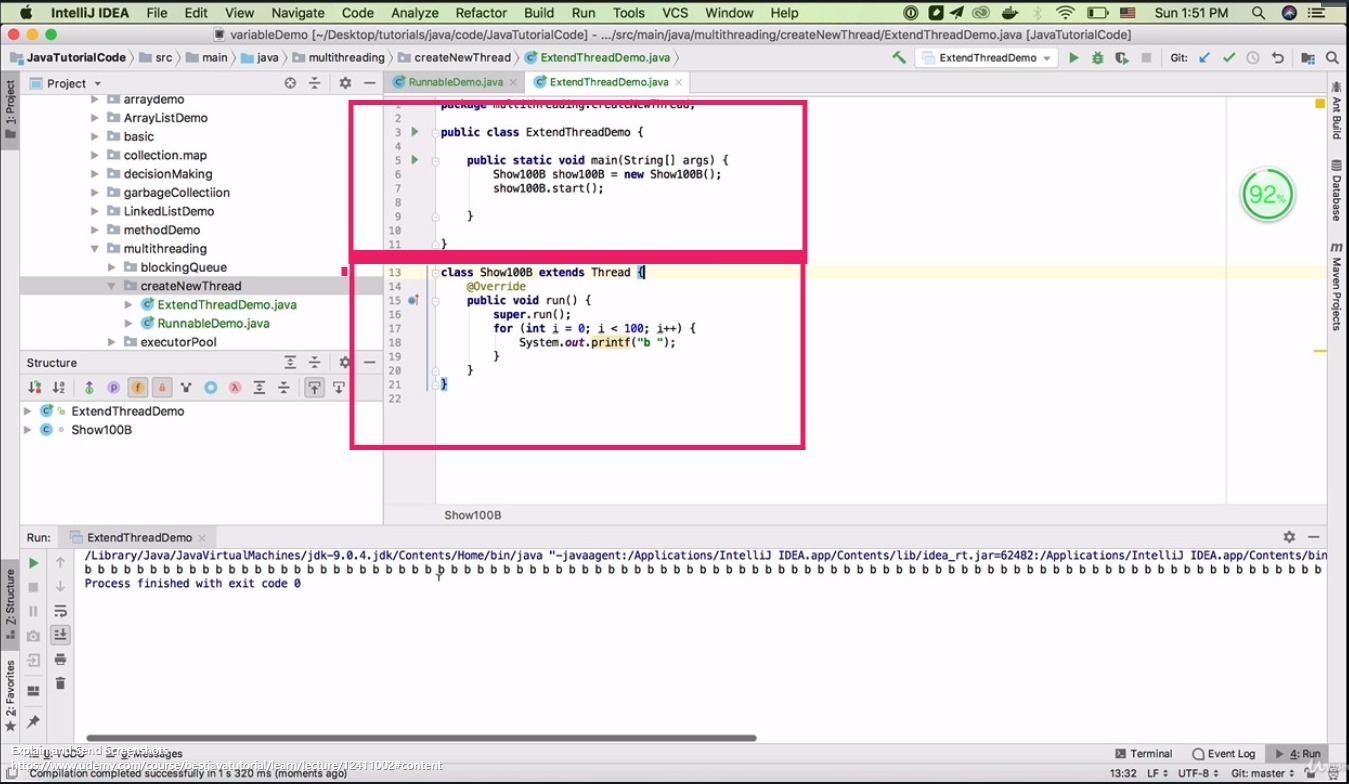 IntelliJ IDEA File Edit View Navigate Code Analyze Refactor Build Run Tools VCS Window Help Sun 1:51 PM
variableDemo [~/Desktop/tutorials/java/code/JavaTutorialCode] - .../src/main/java/multithreading/createNewThread/ExtendThreadDemo.java [JavaTutorialCode]
JavaTutorialCode src main java multithreading createNewThread ExtendThreadDemo.java ExtendThreadDemo Git:
1: Project
Project
RunnableDemo.java
ExtendThreadDemo.java
arraydemo
ArrayListDemo
basic
collection.map
decisionMaking
garbageCollectiion
LinkedListDemo
methodDemo
multithreading
blockingQueue
createNewThread
ExtendThreadDemo.java
RunnableDemo.java
executorPool
Structure
ExtendThreadDemo
Show100B
1 package multithreading.createNewThread;
2
3 public class ExtendThreadDemo {
4
5 public static void main(String[] args) {
6 Show100B show100B = new Show100B();
7 show100B.start();
8
9 }
10
11 }
13 class Show100B extends Thread {
14 @Override
15 public void run() {
16 super.run();
17 for (int i = 0; i < 100; i++) {
18 System.out.printf("b ");
19 }
20 }
21 }
22
Show100B
92%
Ant Build
Database
m Maven Projects
Run: ExtendThreadDemo
/Library/Java/JavaVirtualMachines/jdk-9.0.4.jdk/Contents/Home/bin/java "-javaagent:/Applications/IntelliJ IDEA.app/Contents/lib/idea_rt.jar=62482:/Applications/IntelliJ IDEA.app/Contents/bin
b b b b b b b b b b b b b b b b b b b b b b b b b b b b b b b b b b b b b b b b b b b b b b b b b b b b b b b b b b b b b b b b b b b b b b b b b b b b b b b b b b b b b b b b b b b b b b
Process finished with exit code 0
Z: Structure
2: Favorites
Explain and Send Screenshots
6: TODO 0: Messages Terminal Event Log 4: Run
https://www.udemy.com/course/bestjavatutorial/learn/lecture/12411002#content
Compilation completed successfully in 1 s 320 ms (moments ago) 13:32 LF UTF-8 Git: master